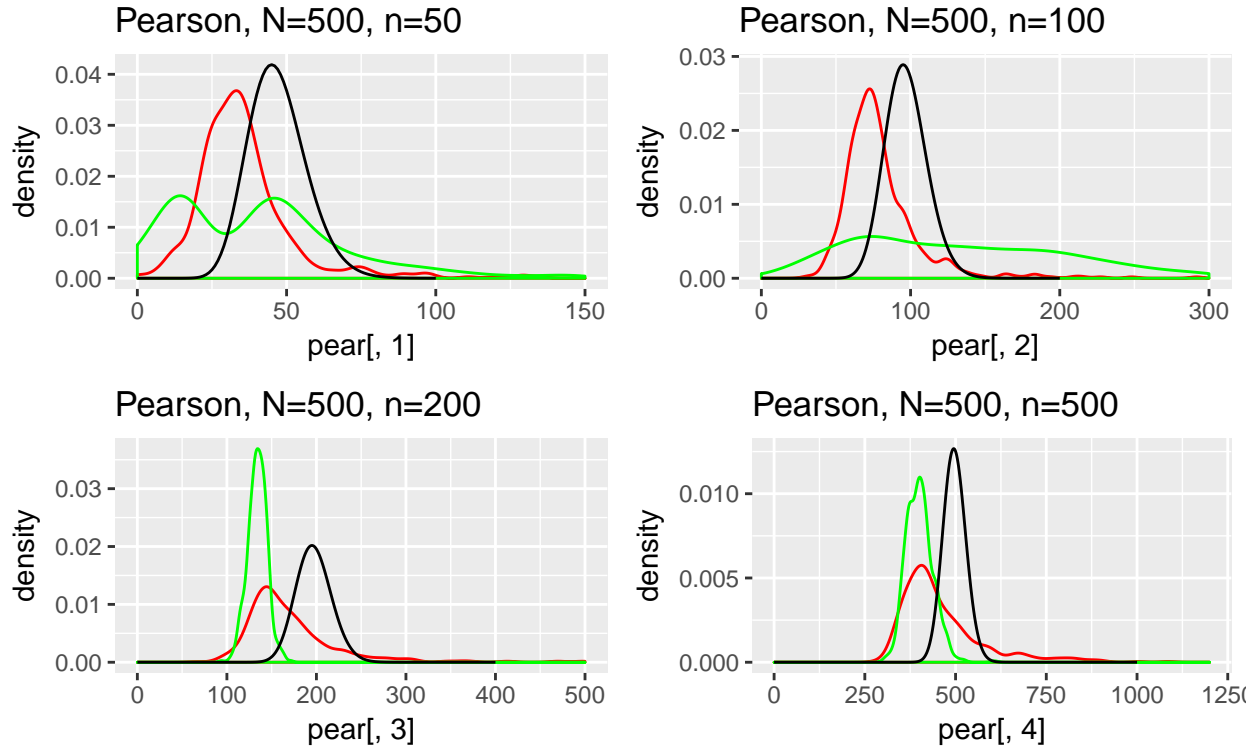 Pearson, N=500, n=50
density
0.04
0.03
0.02
0.01
0.00
0 50 100 150
pear[, 1]
Pearson, N=500, n=100
density
0.03
0.02
0.01
0.00
0 100 200 300
pear[, 2]
Pearson, N=500, n=200
density
0.03
0.02
0.01
0.00
0 100 200 300 400 500
pear[, 3]
Pearson, N=500, n=500
density
0.010
0.005
0.000
0 250 500 750 1000 1250
pear[, 4]